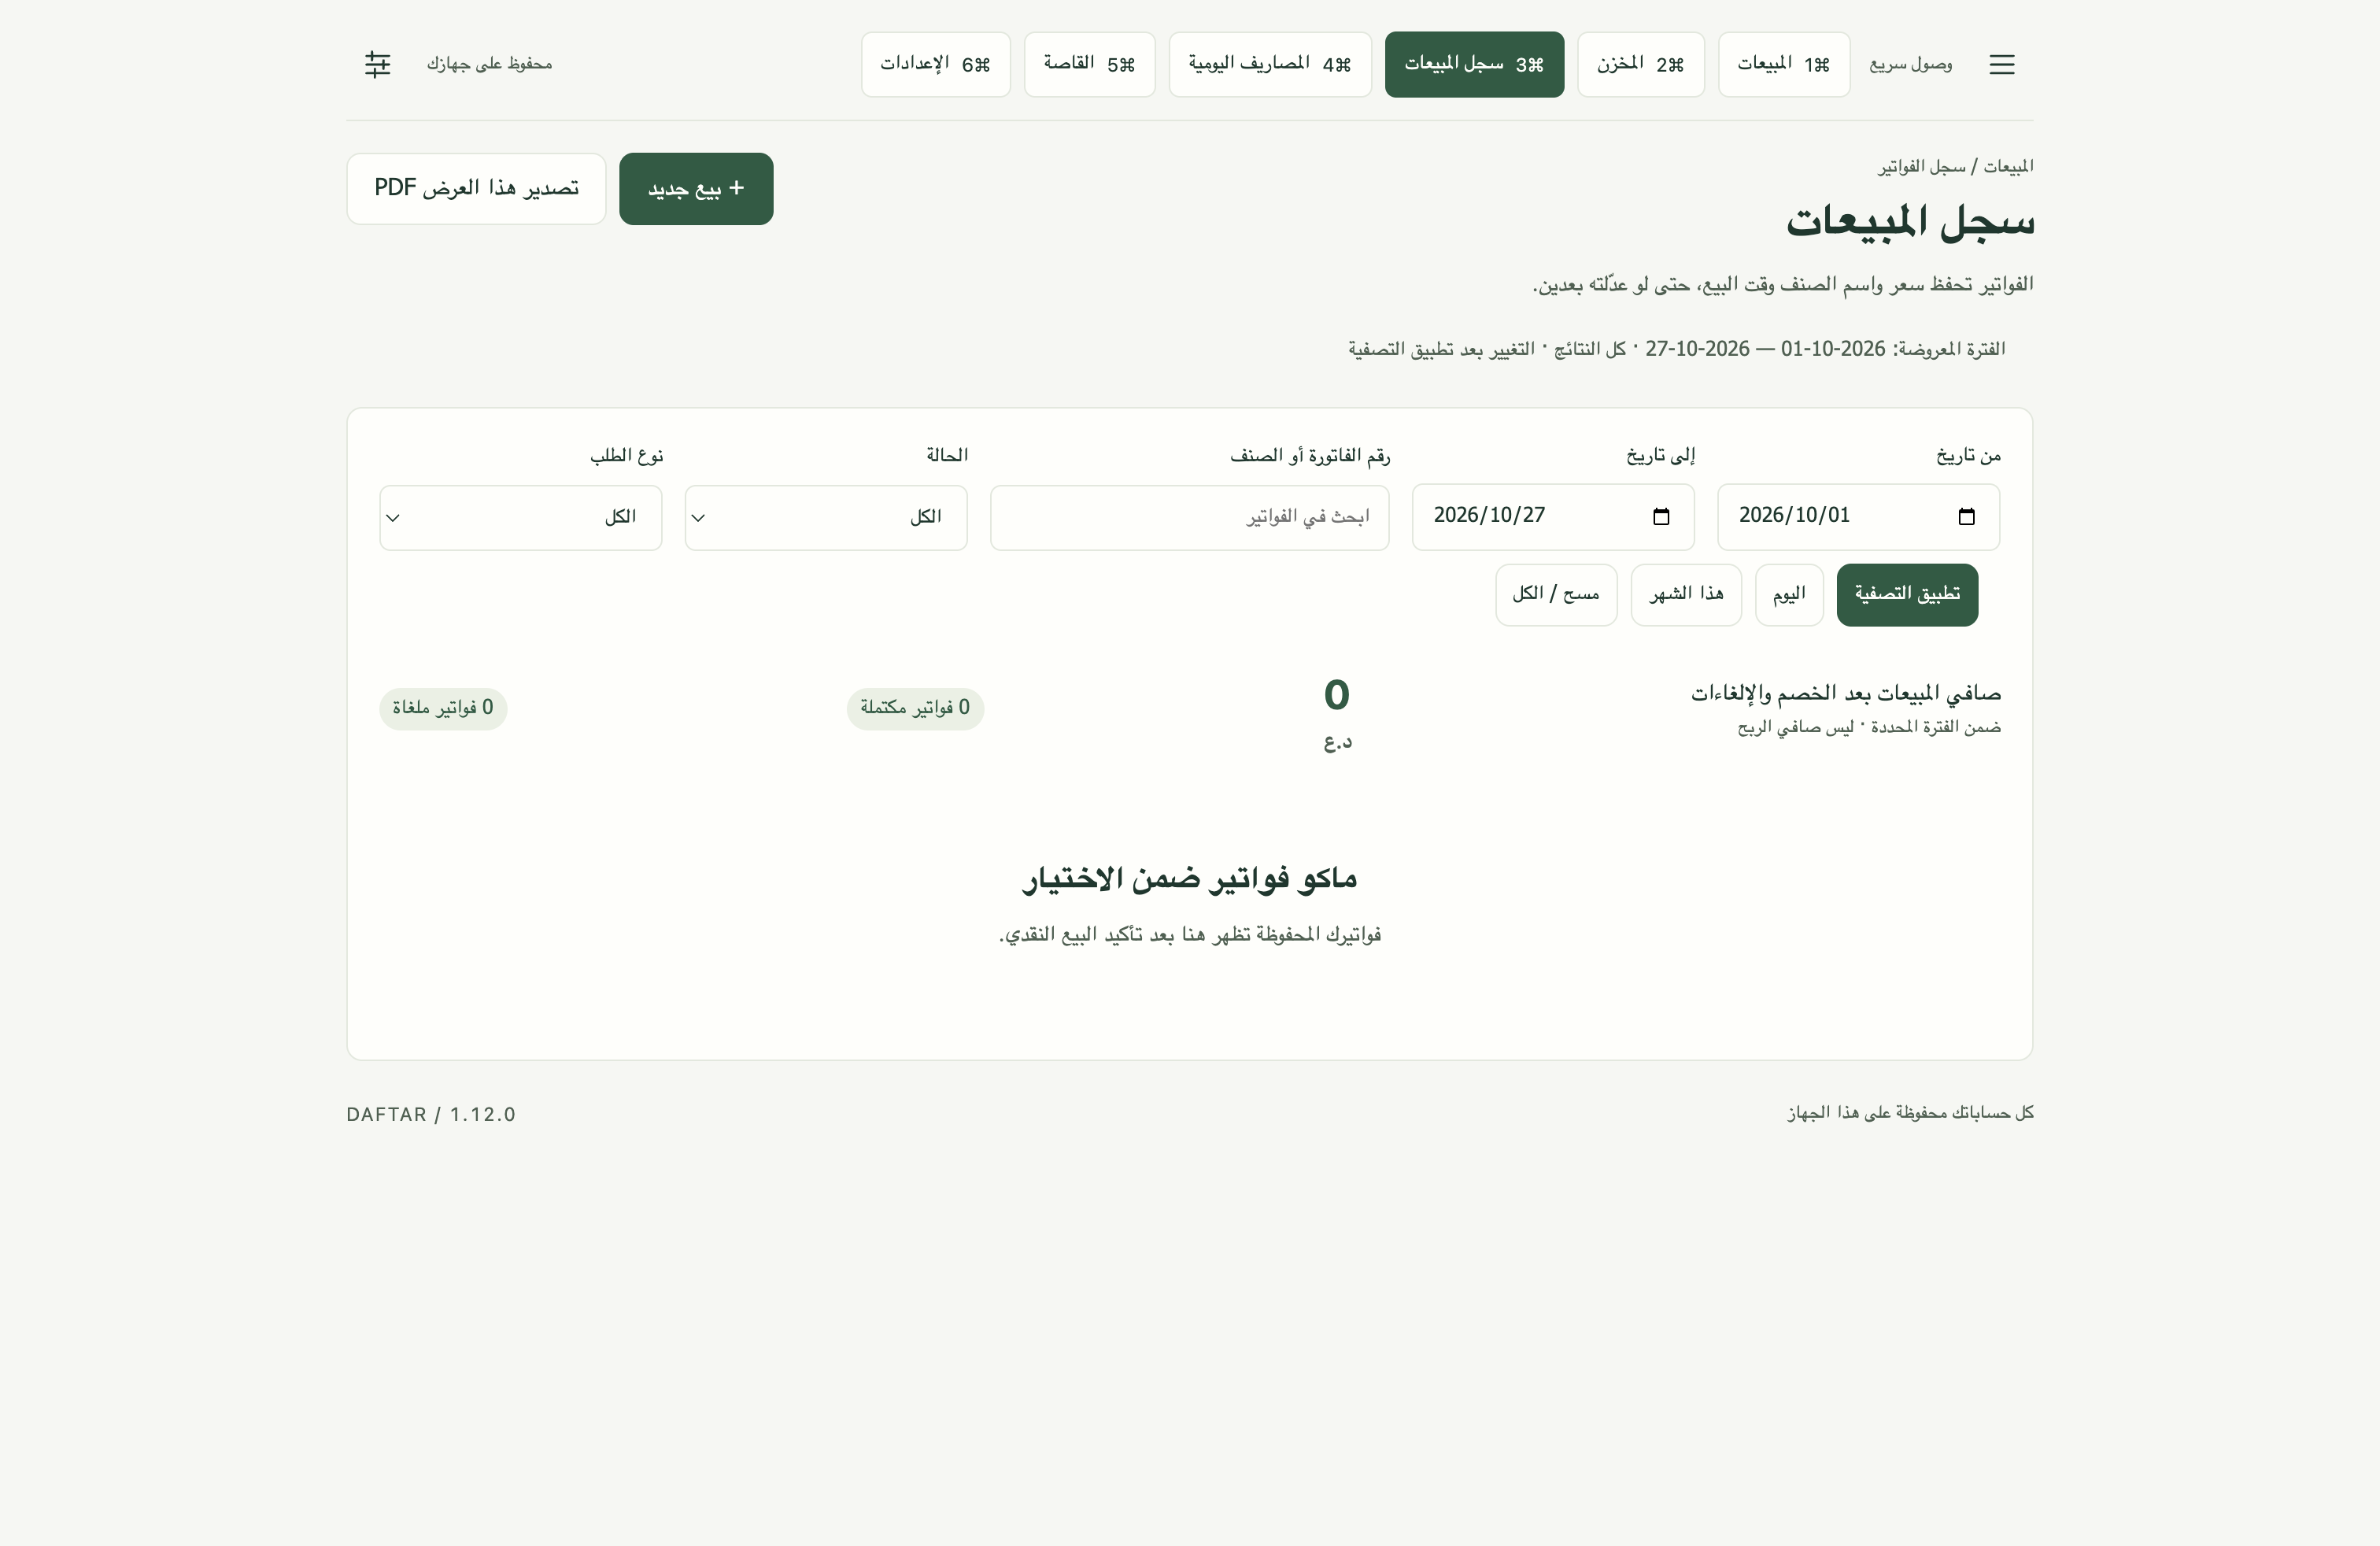 وصول سريع
⌘1 المبيعات
⌘2 المخزن
⌘3 سجل المبيعات
⌘4 المصاريف اليومية
⌘5 القاصة
⌘6 الإعدادات
محفوظ على جهازك
المبيعات / سجل الفواتير
سجل المبيعات
+ بيع جديد
تصدير هذا العرض PDF
الفواتير تحفظ سعر واسم الصنف وقت البيع، حتى لو عدّلته بعدين.
الفترة المعروضة: 2026-10-01 — 2026-10-27 · كل النتائج · التغيير بعد تطبيق التصفية
من تاريخ
إلى تاريخ
رقم الفاتورة أو الصنف
الحالة
نوع الطلب
2026/10/01
2026/10/27
ابحث في الفواتير
الكل
الكل
تطبيق التصفية
اليوم
هذا الشهر
مسح / الكل
صافي المبيعات بعد الخصم والإلغاءات
ضمن الفترة المحددة · ليس صافي الربح
0
د.ع
0 فواتير مكتملة
0 فواتير ملغاة
ماكو فواتير ضمن الاختيار
فواتيرك المحفوظة تظهر هنا بعد تأكيد البيع النقدي.
كل حساباتك محفوظة على هذا الجهاز
DAFTAR / 1.12.0